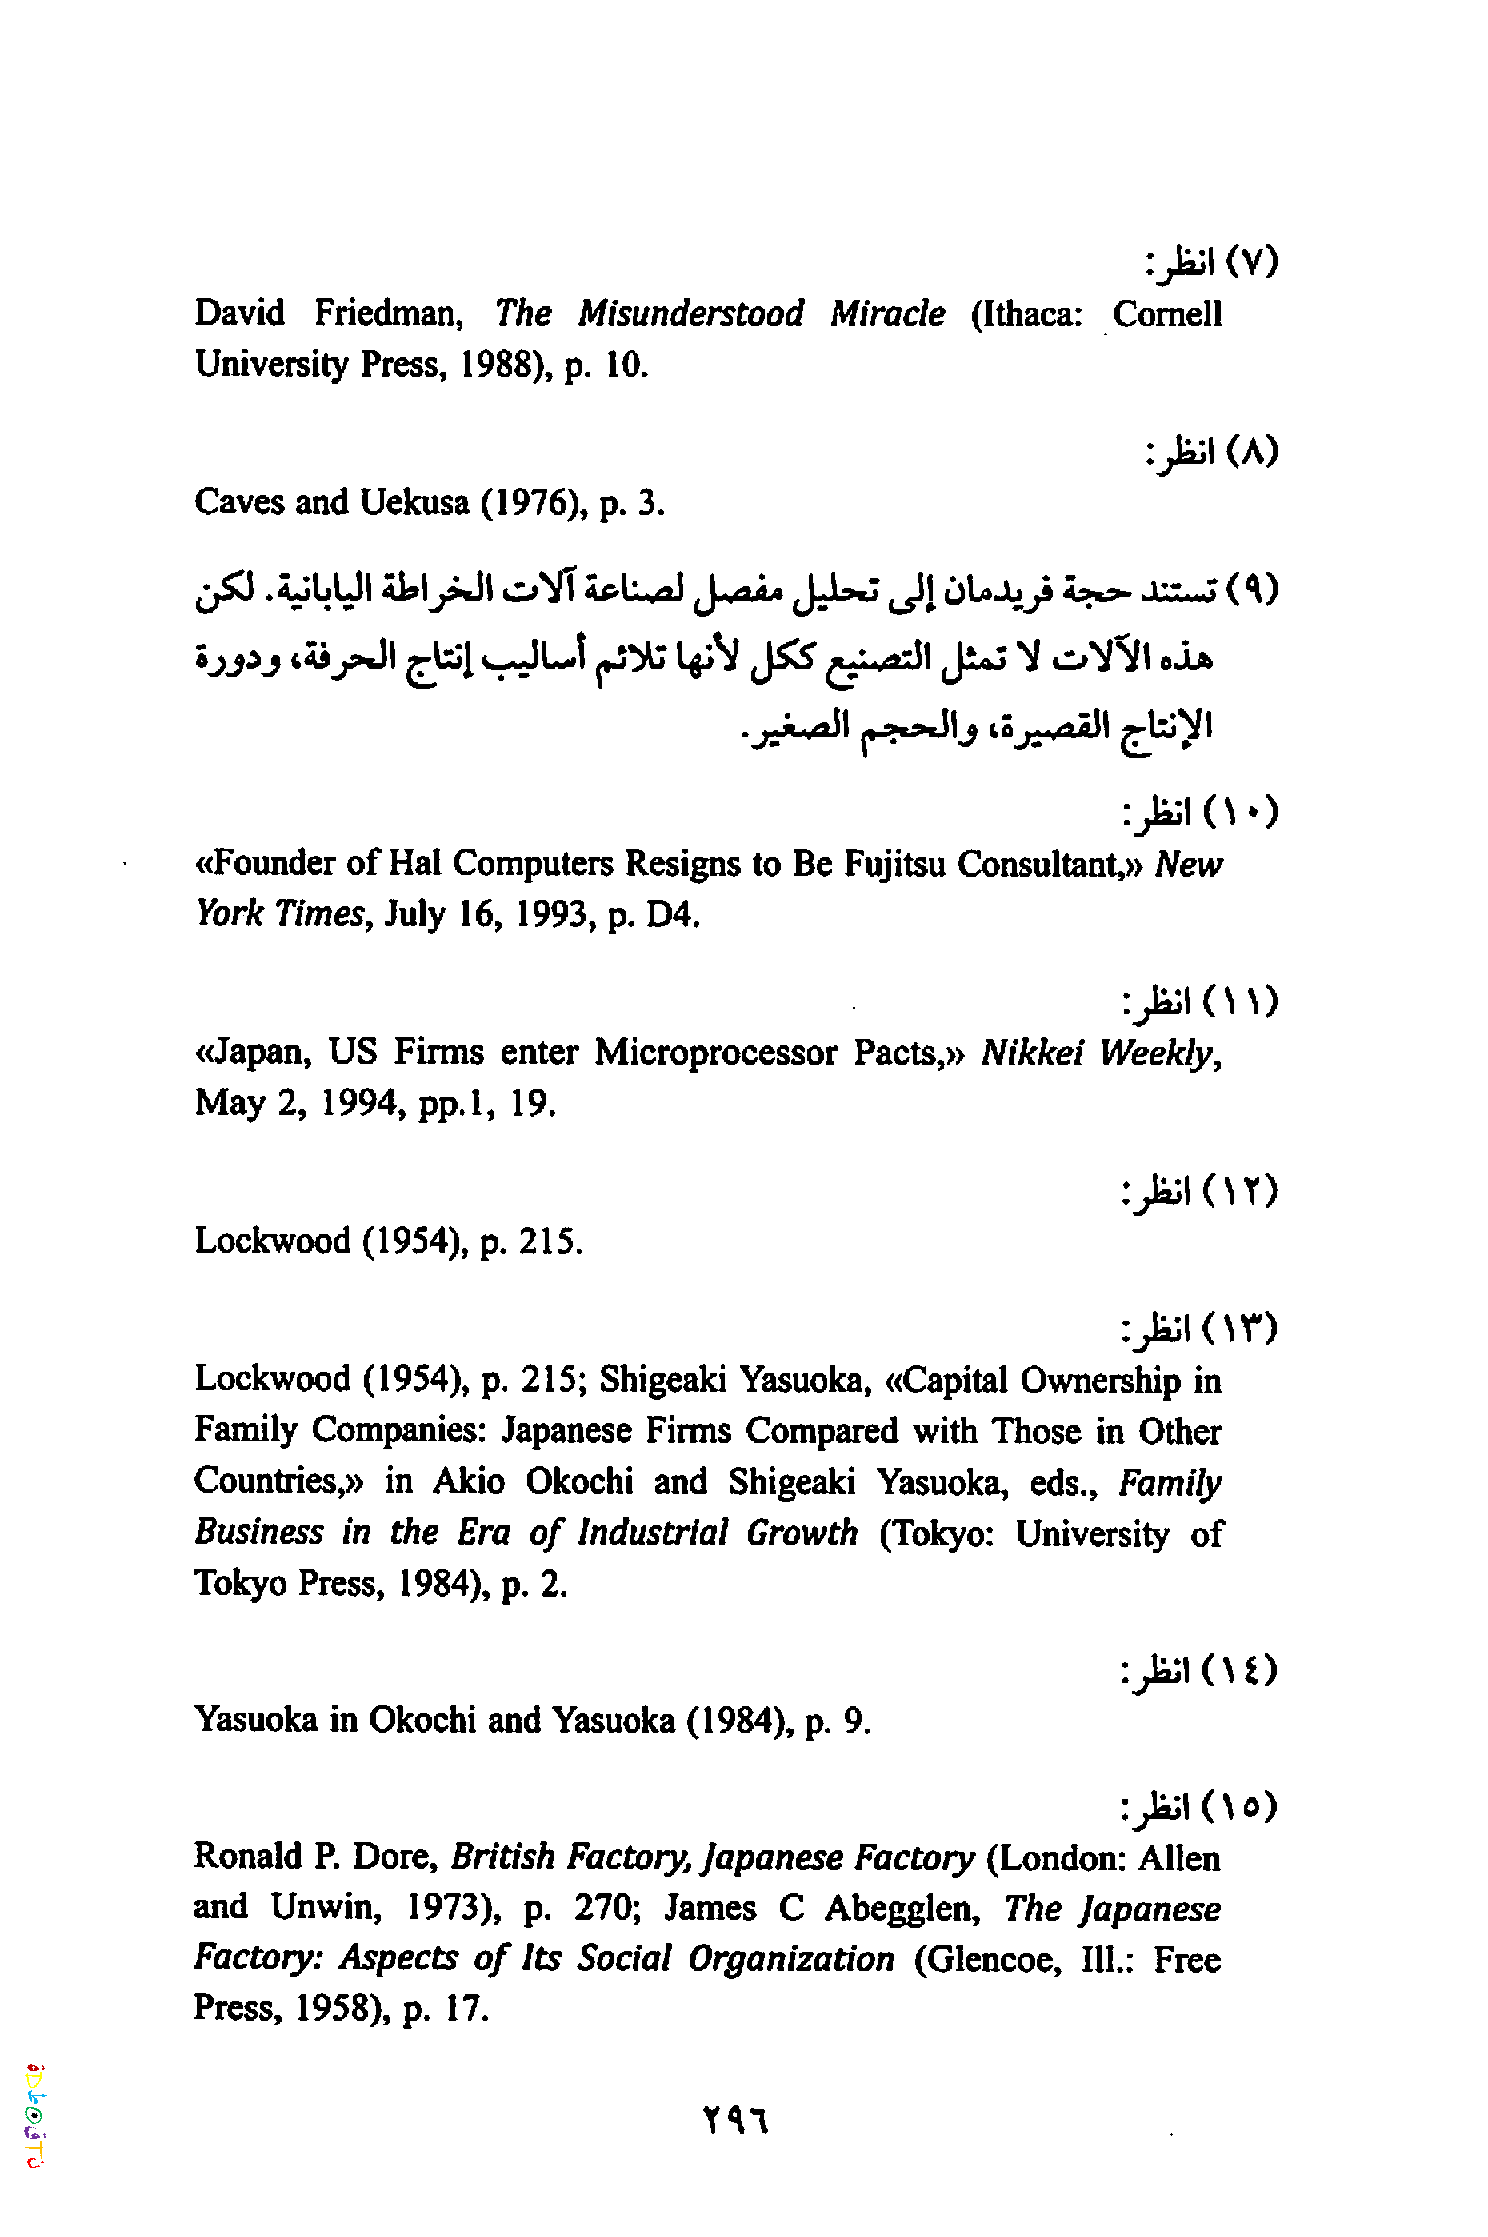 (٧) انظر:
David Friedman, The Misunderstood Miracle (Ithaca: Cornell
University Press, 1988), p. 10.
(٨) انظر:
Caves and Uekusa (1976), p. 3.
(٩) تستند حجة فريدمان إلى تحليل مفصل لصناعة آلات الخراطة اليابانية. لكن
هذه الآلات لا تمثل التصنيع ككل لأنها تلائم أساليب إنتاج الحرفة، ودورة
الإنتاج القصيرة، والحجم الصغير.
(١٠) انظر:
«Founder of Hal Computers Resigns to Be Fujitsu Consultant,» New
York Times, July 16, 1993, p. D4.
(١١) انظر:
«Japan, US Firms enter Microprocessor Pacts,» Nikkei Weekly,
May 2, 1994, pp.1, 19.
(١٢) انظر:
Lockwood (1954), p. 215.
(١٣) انظر:
Lockwood (1954), p. 215; Shigeaki Yasuoka, «Capital Ownership in
Family Companies: Japanese Firms Compared with Those in Other
Countries,» in Akio Okochi and Shigeaki Yasuoka, eds., Family
Business in the Era of Industrial Growth (Tokyo: University of
Tokyo Press, 1984), p. 2.
(١٤) انظر:
Yasuoka in Okochi and Yasuoka (1984), p. 9.
(١٥) انظر:
Ronald P. Dore, British Factory, Japanese Factory (London: Allen
and Unwin, 1973), p. 270; James C Abegglen, The Japanese
Factory: Aspects of Its Social Organization (Glencoe, Ill.: Free
Press, 1958), p. 17.
٢٩٦